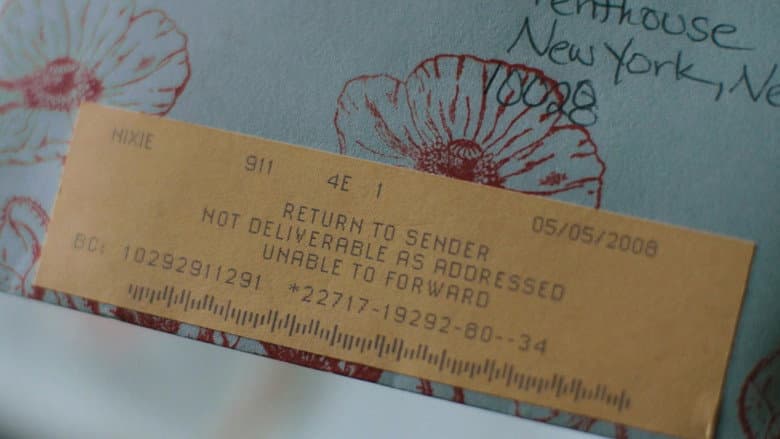 Penthouse
New York, Ne
10028
NIXIE 911 4E 1 05/05/2008
RETURN TO SENDER
NOT DELIVERABLE AS ADDRESSED
UNABLE TO FORWARD
BC: 10292911291 *22717-19292-80--34